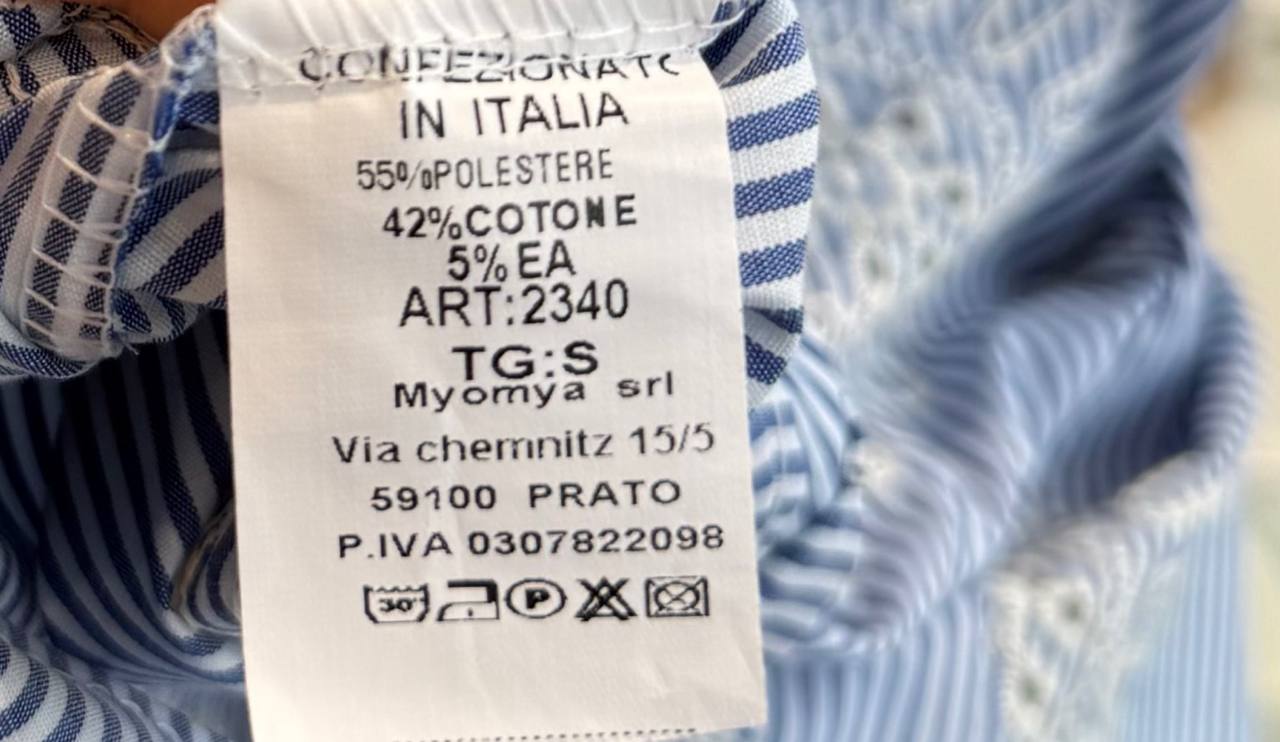 CONFEZIONATO
IN ITALIA
55%POLESTERE
42%COTONE
5% EA
ART:2340
TG:S
Myomya srl
Via chemnitz 15/5
59100 PRATO
P.IVA 0307822098
30°
P